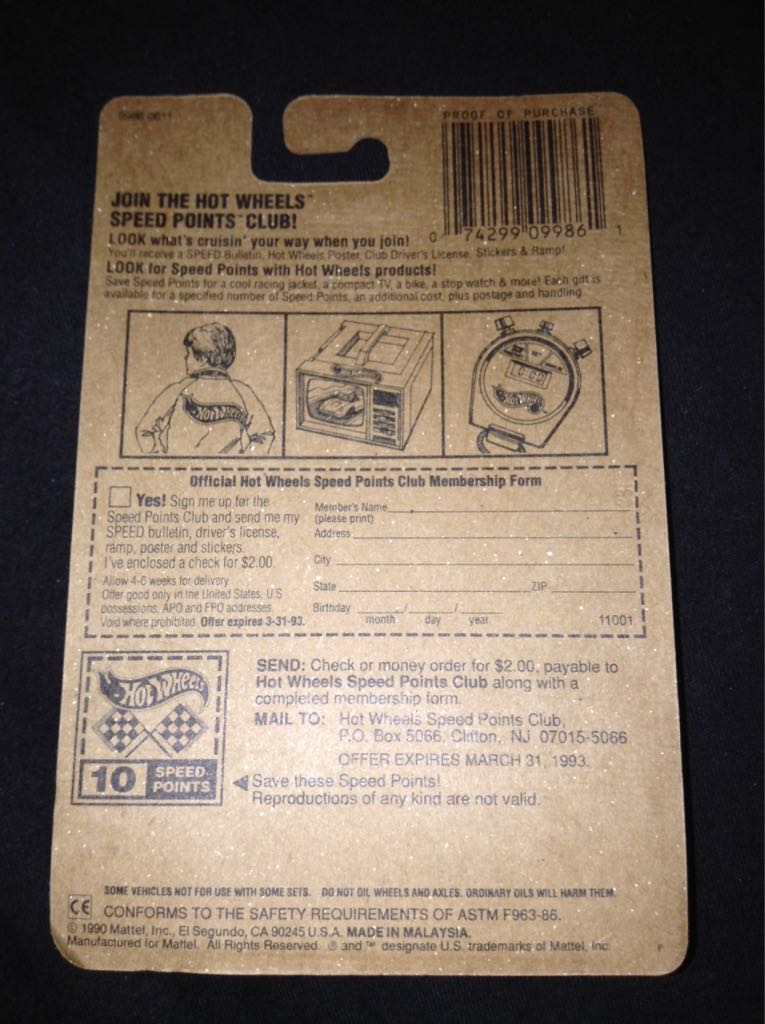 PROOF OF PURCHASE
0 74299 09986 1
JOIN THE HOT WHEELS™
SPEED POINTS™ CLUB!
LOOK what's cruisin' your way when you join!
You'll receive a SPEED Bulletin, Hot Wheels Poster, Club Driver's License, Stickers & Ramp!
LOOK for Speed Points with Hot Wheels products!
Save Speed Points for a cool racing jacket, a compact TV, a bike, a stop watch & more! Each gift is
available for a specified number of Speed Points, an additional cost, plus postage and handling.
Hot Wheels
Hot Wheels
Official Hot Wheels Speed Points Club Membership Form
Yes! Sign me up for the
Speed Points Club and send me my
SPEED bulletin, driver's license,
ramp, poster and stickers.
I've enclosed a check for $2.00.
Allow 4-6 weeks for delivery.
Offer good only in the United States, U.S.
possessions, APO and FPO addresses.
Void where prohibited. Offer expires 3-31-93.
Member's Name
(please print)
Address
City
State ZIP
Birthday / /
month day year
11001
Hot Wheels
10 SPEED POINTS
SEND: Check or money order for $2.00, payable to
Hot Wheels Speed Points Club along with a
completed membership form.
MAIL TO: Hot Wheels Speed Points Club,
P.O. Box 5066, Clifton, NJ 07015-5066
OFFER EXPIRES MARCH 31, 1993.
Save these Speed Points!
Reproductions of any kind are not valid.
SOME VEHICLES NOT FOR USE WITH SOME SETS. DO NOT OIL WHEELS AND AXLES. ORDINARY OILS WILL HARM THEM.
CE CONFORMS TO THE SAFETY REQUIREMENTS OF ASTM F963-86.
© 1990 Mattel, Inc., El Segundo, CA 90245 U.S.A. MADE IN MALAYSIA.
Manufactured for Mattel. All Rights Reserved. ® and ™ designate U.S. trademarks of Mattel, Inc.
F